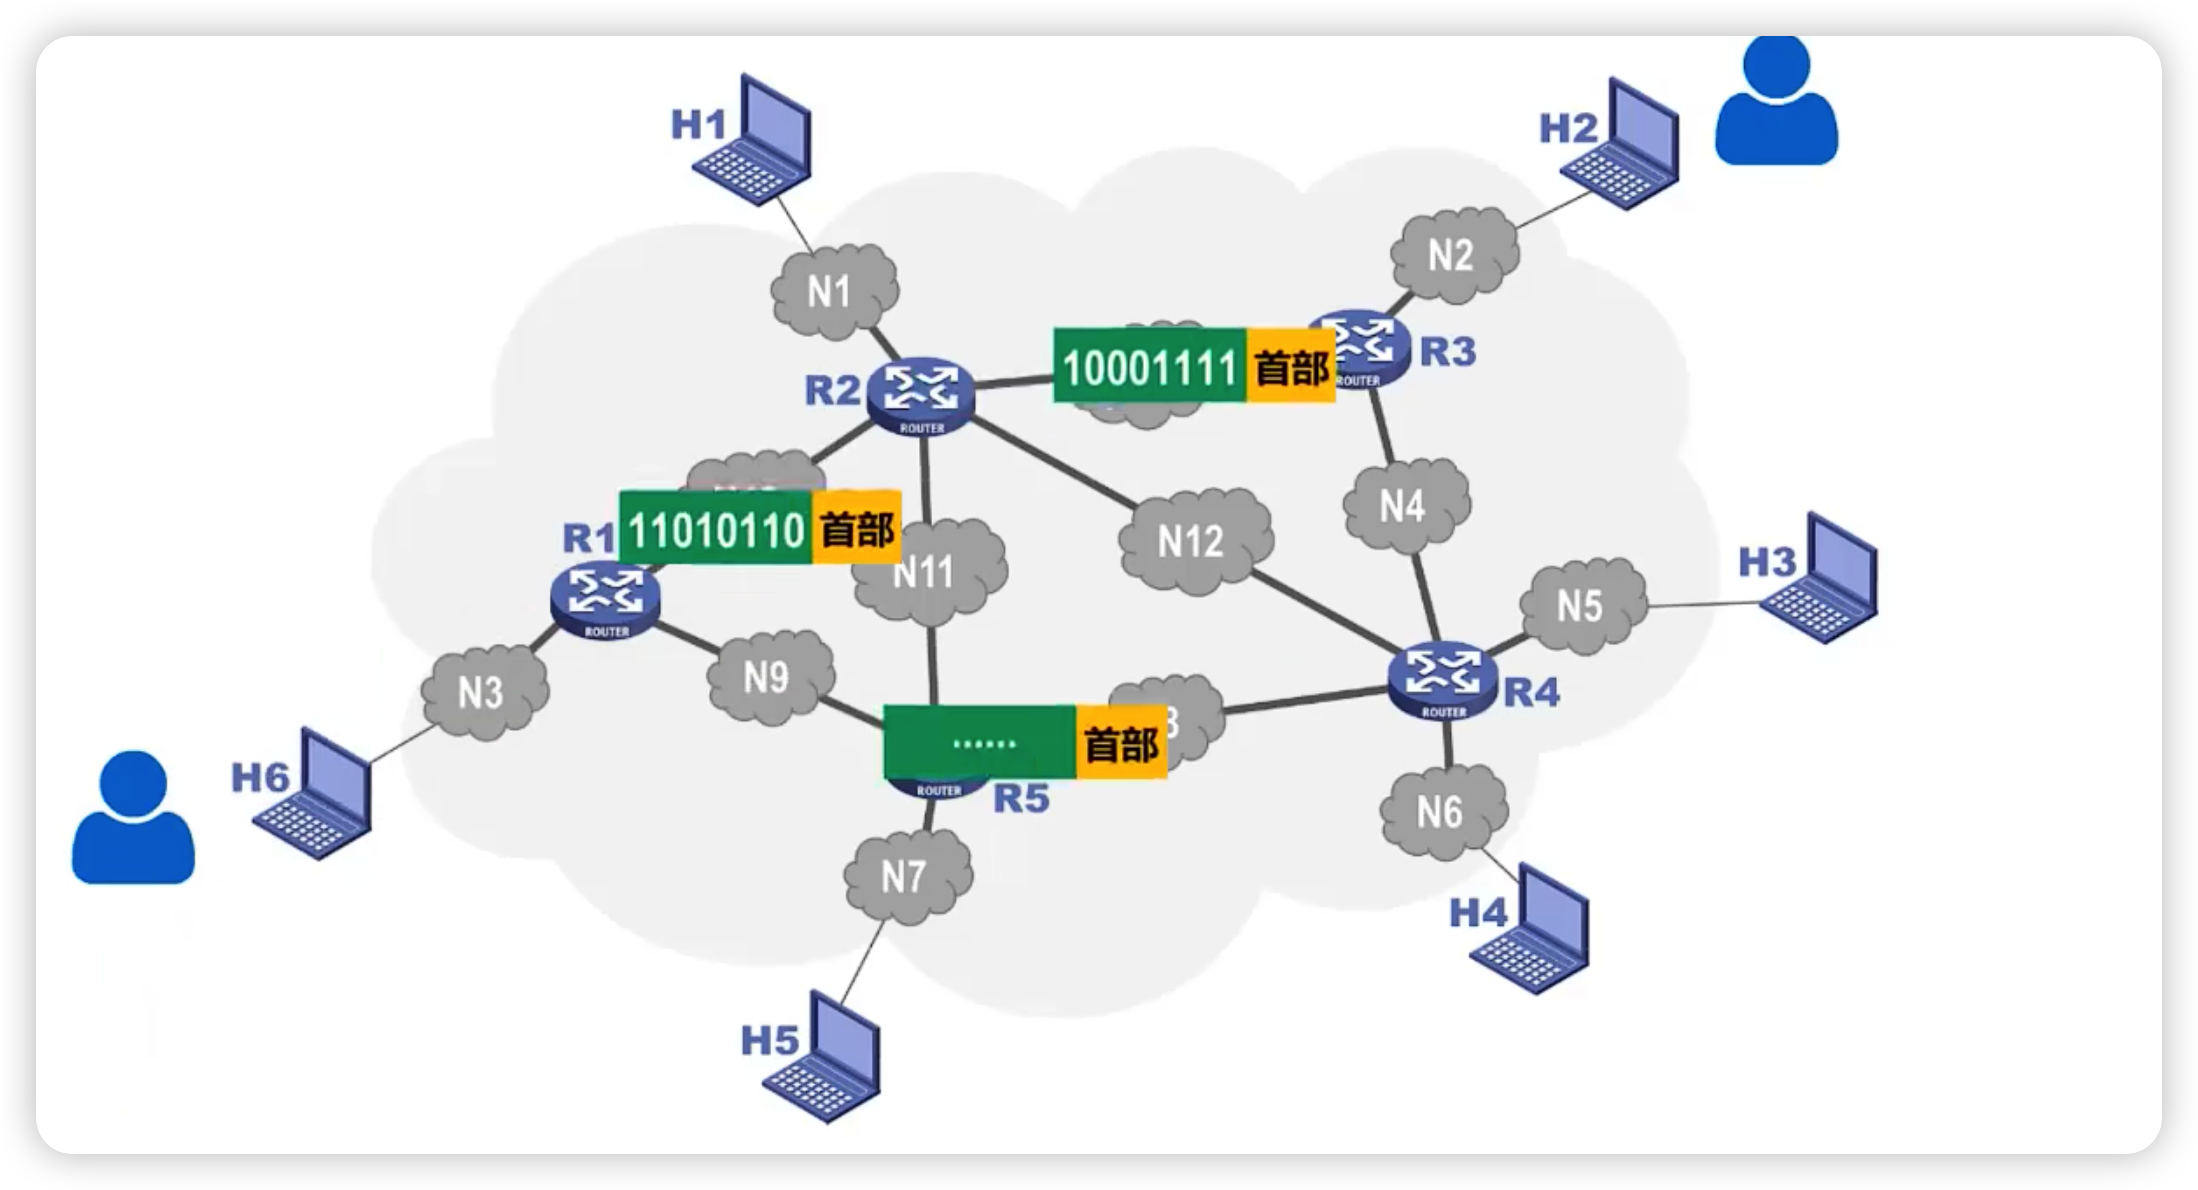 H1
H2
N2
N1
10001111 首部
R3
ROUTER
R2
ROUTER
N4
11010110 首部
R1
N12
N11
H3
N5
ROUTER
N9
N3
R4
ROUTER
······ 首部
H6
ROUTER
R5
N6
N7
H4
H5